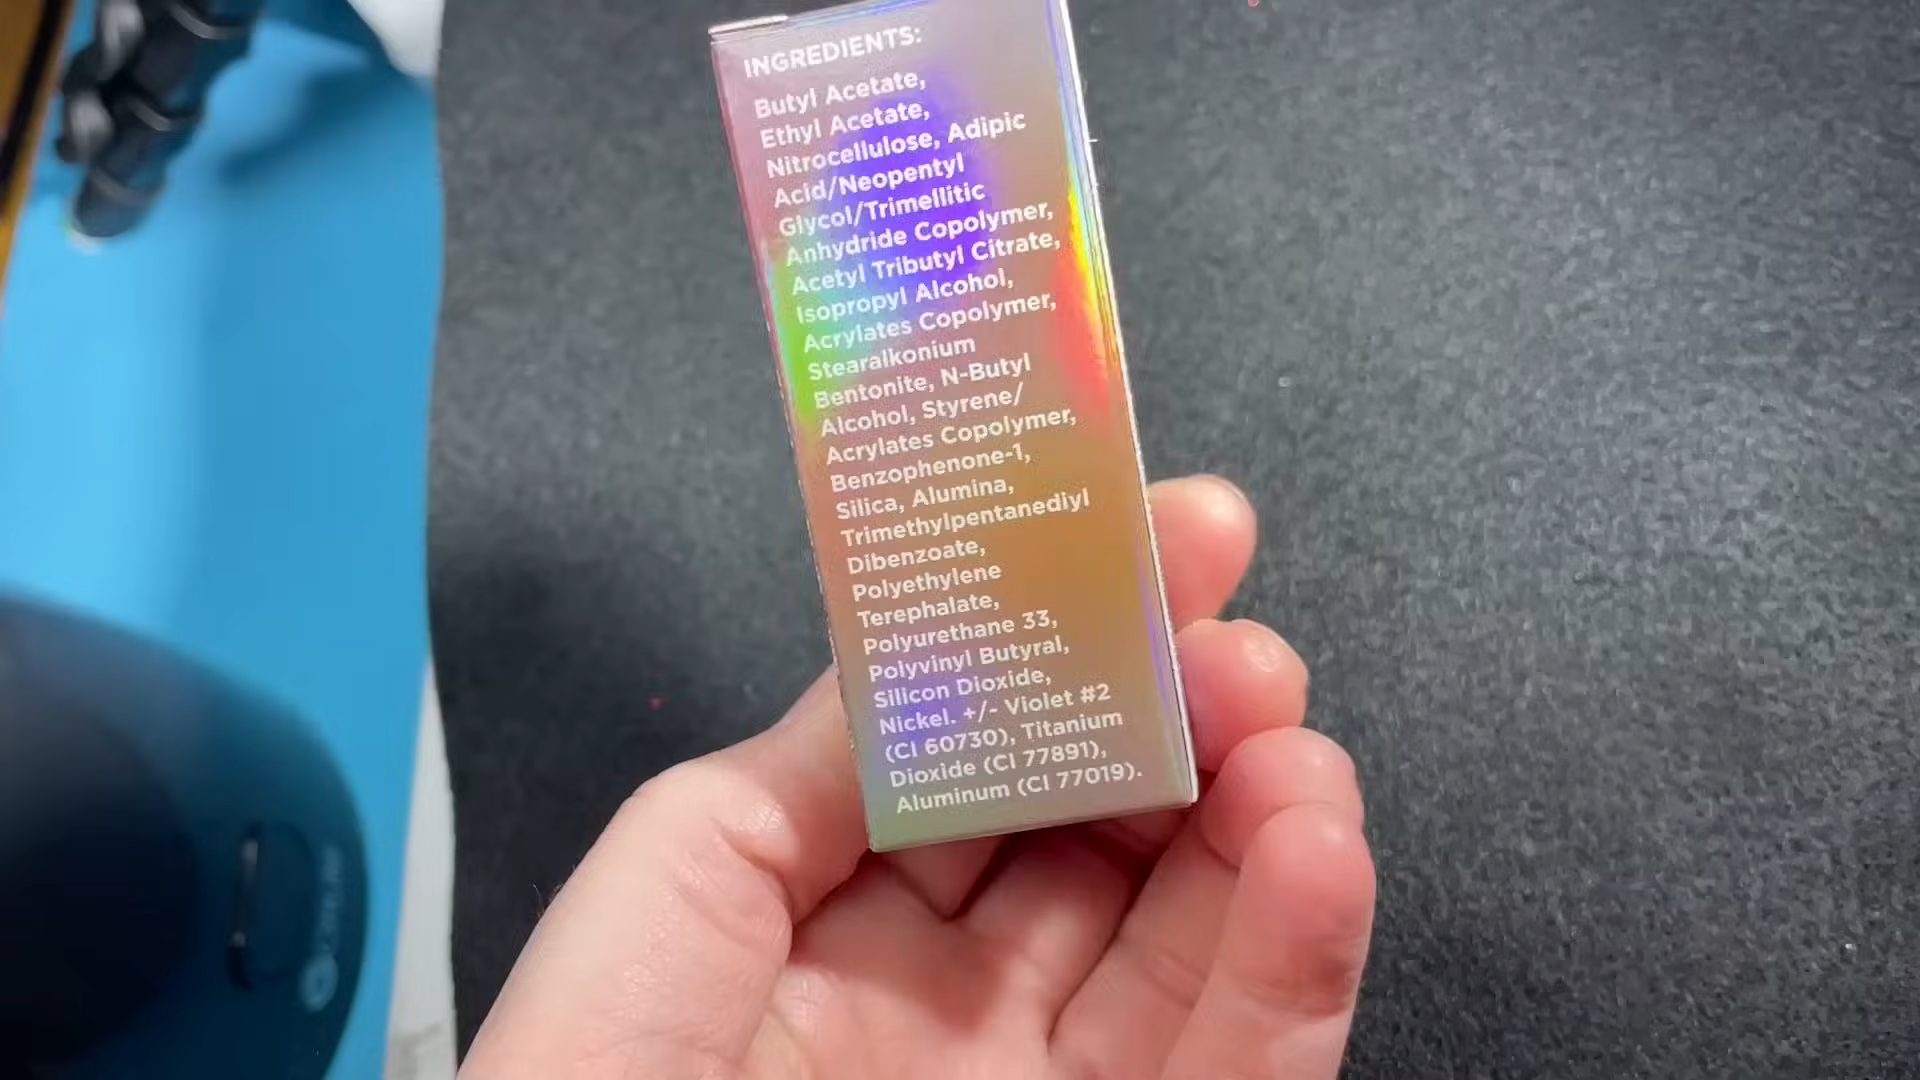 INGREDIENTS:
Butyl Acetate,
Ethyl Acetate,
Nitrocellulose, Adipic
Acid/Neopentyl
Glycol/Trimellitic
Anhydride Copolymer,
Acetyl Tributyl Citrate,
Isopropyl Alcohol,
Acrylates Copolymer,
Stearalkonium
Bentonite, N-Butyl
Alcohol, Styrene/
Acrylates Copolymer,
Benzophenone-1,
Silica, Alumina,
Trimethylpentanediyl
Dibenzoate,
Polyethylene
Terephalate,
Polyurethane 33,
Polyvinyl Butyral,
Silicon Dioxide,
Nickel. +/- Violet #2
(CI 60730), Titanium
Dioxide (CI 77891),
Aluminum (CI 77019).